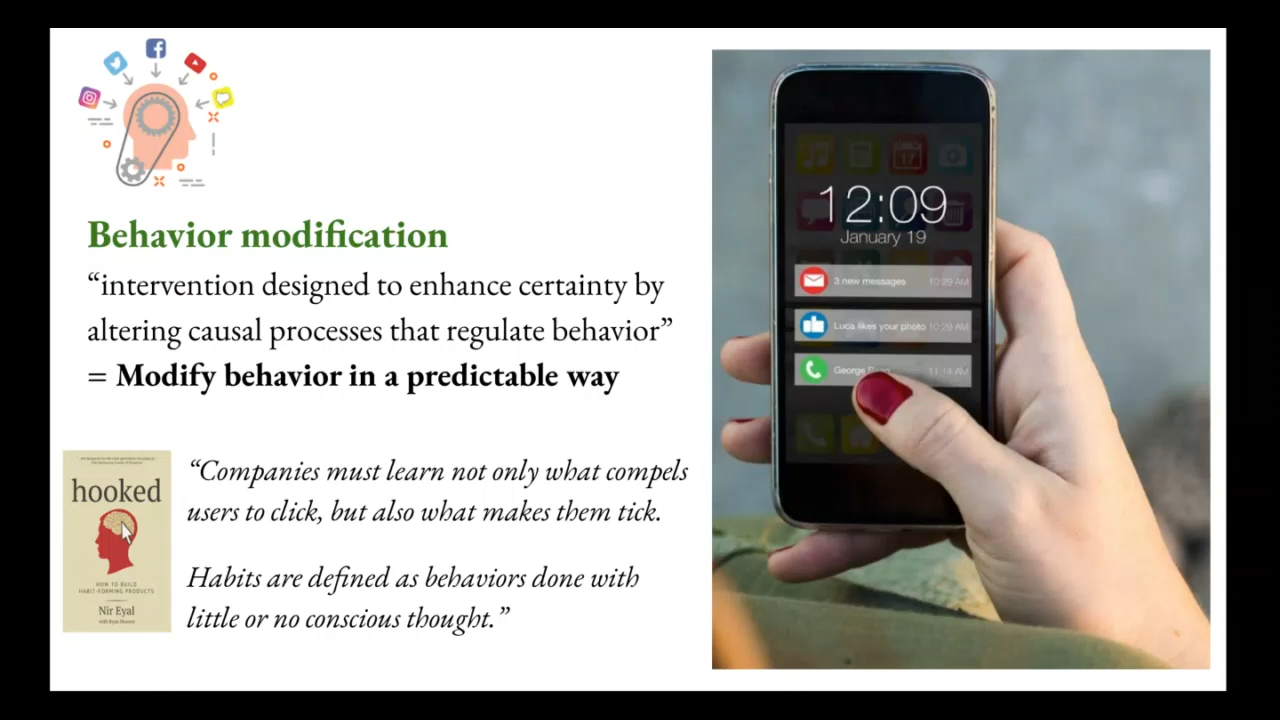 Behavior modification
“intervention designed to enhance certainty by
altering causal processes that regulate behavior”
= Modify behavior in a predictable way
hooked
HOW TO BUILD
HABIT-FORMING PRODUCTS
Nir Eyal
with Ryan Hoover
“Companies must learn not only what compels
users to click, but also what makes them tick.
Habits are defined as behaviors done with
little or no conscious thought.”
17
12:09
January 19
3 new messages 10:29 AM
Luca likes your photo 10:29 AM
George 11:14 AM